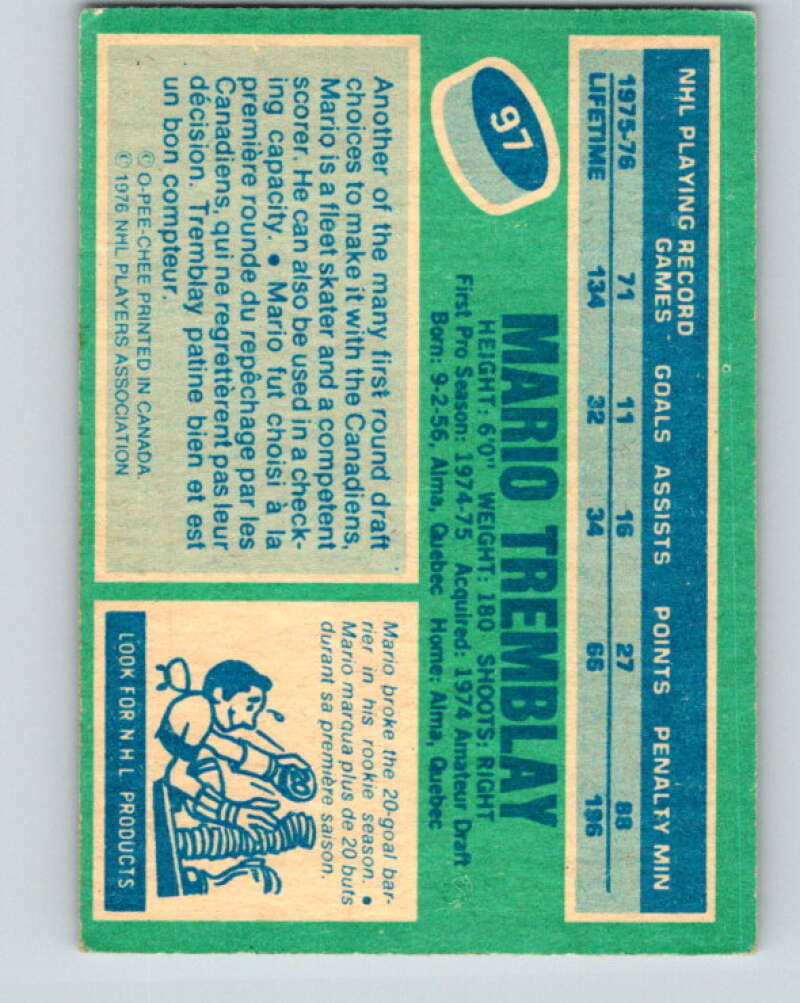 NHL PLAYING RECORD
GAMES GOALS ASSISTS POINTS PENALTY MIN
1975-76 71 11 16 27 88
LIFETIME 134 32 34 66 196
97
MARIO TREMBLAY
HEIGHT: 6'0" WEIGHT: 180 SHOOTS: RIGHT
First Pro Season: 1974-75 Acquired: 1974 Amateur Draft
Born: 9-2-56, Alma, Quebec Home: Alma, Quebec
Another of the many first round draft
choices to make it with the Canadiens,
Mario is a fleet skater and a competent
scorer. He can also be used in a check-
ing capacity. • Mario fut choisi à la
première ronde du repêchage par les
Canadiens, qui ne regrettèrent pas leur
décision. Tremblay patine bien et est
un bon compteur.
© O-PEE-CHEE PRINTED IN CANADA.
© 1976 NHL PLAYERS ASSOCIATION
Mario broke the 20-goal bar-
rier in his rookie season. •
Mario marqua plus de 20 buts
durant sa première saison.
LOOK FOR N.H.L PRODUCTS